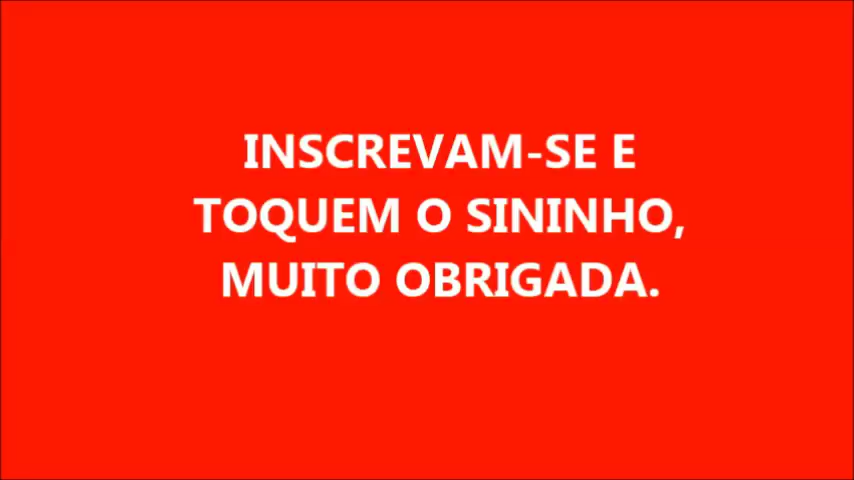 INSCREVAM-SE E
TOQUEM O SININHO,
MUITO OBRIGADA.